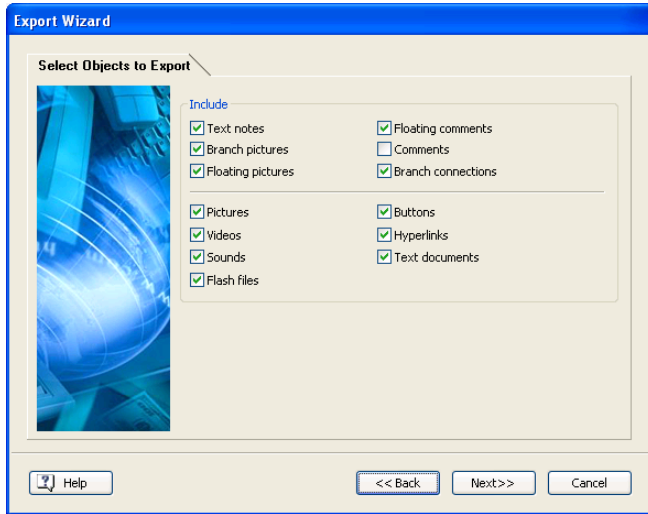 Export Wizard
Select Objects to Export
Include
Text notes
Floating comments
Branch pictures
Comments
Floating pictures
Branch connections
Pictures
Buttons
Videos
Hyperlinks
Sounds
Text documents
Flash files
Help
<< Back
Next>>
Cancel